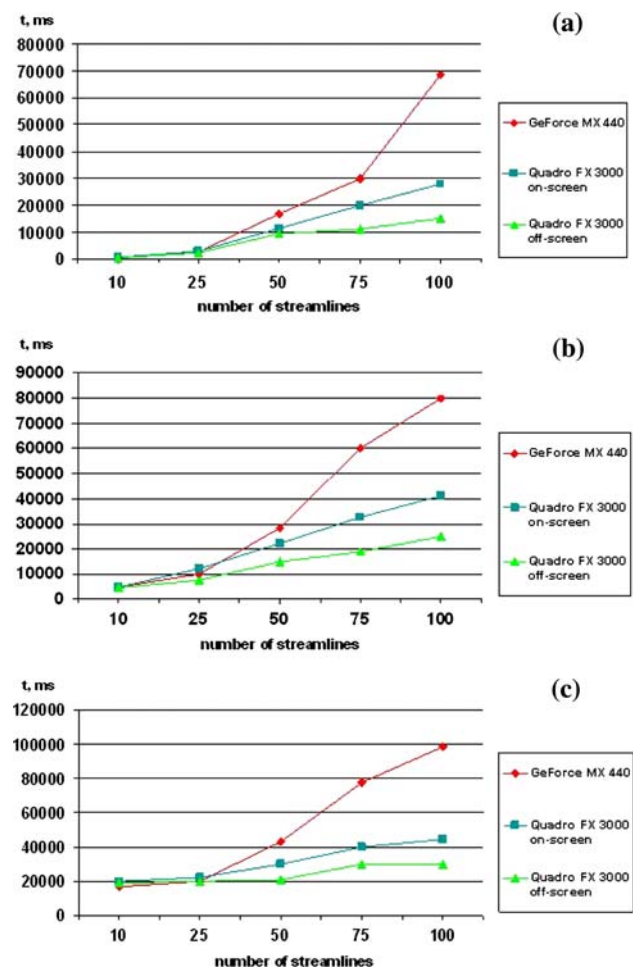 t, ms
(a)
80000
70000
60000
50000
40000
30000
20000
10000
0
10 25 50 75 100
number of streamlines
GeForce MX 440
Quadro FX 3000
on-screen
Quadro FX 3000
off-screen
t, ms
(b)
90000
80000
70000
60000
50000
40000
30000
20000
10000
0
10 25 50 75 100
number of streamlines
GeForce MX 440
Quadro FX 3000
on-screen
Quadro FX 3000
off-screen
t, ms
(c)
120000
100000
80000
60000
40000
20000
0
10 25 50 75 100
number of streamlines
GeForce MX 440
Quadro FX 3000
on-screen
Quadro FX 3000
off-screen